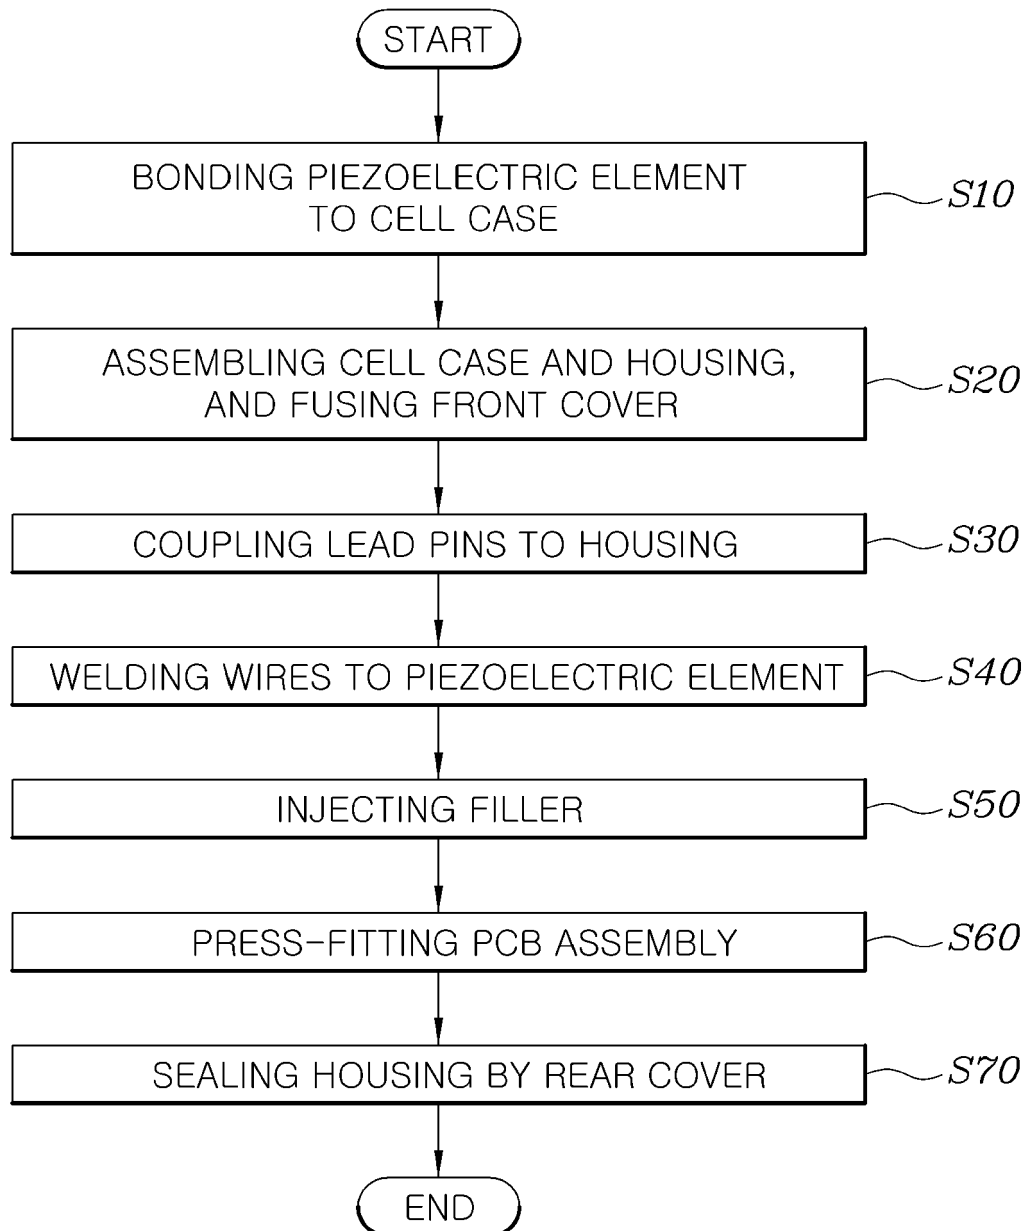 START
BONDING PIEZOELECTRIC ELEMENT
TO CELL CASE
S10
ASSEMBLING CELL CASE AND HOUSING,
AND FUSING FRONT COVER
S20
COUPLING LEAD PINS TO HOUSING
S30
WELDING WIRES TO PIEZOELECTRIC ELEMENT
S40
INJECTING FILLER
S50
PRESS-FITTING PCB ASSEMBLY
S60
SEALING HOUSING BY REAR COVER
S70
END